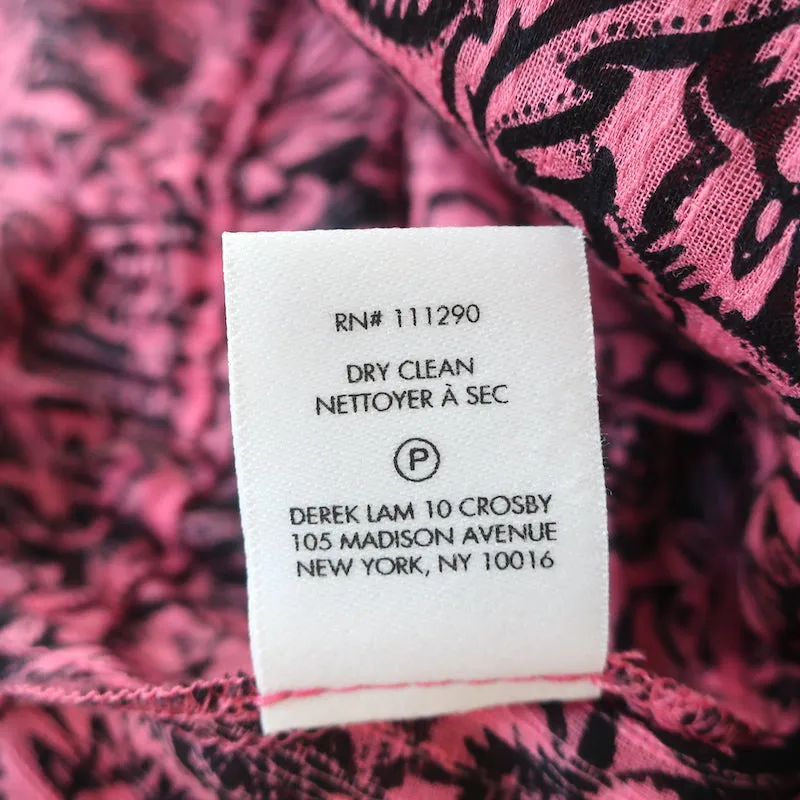 RN# 111290
DRY CLEAN
NETTOYER À SEC
P
DEREK LAM 10 CROSBY
105 MADISON AVENUE
NEW YORK, NY 10016